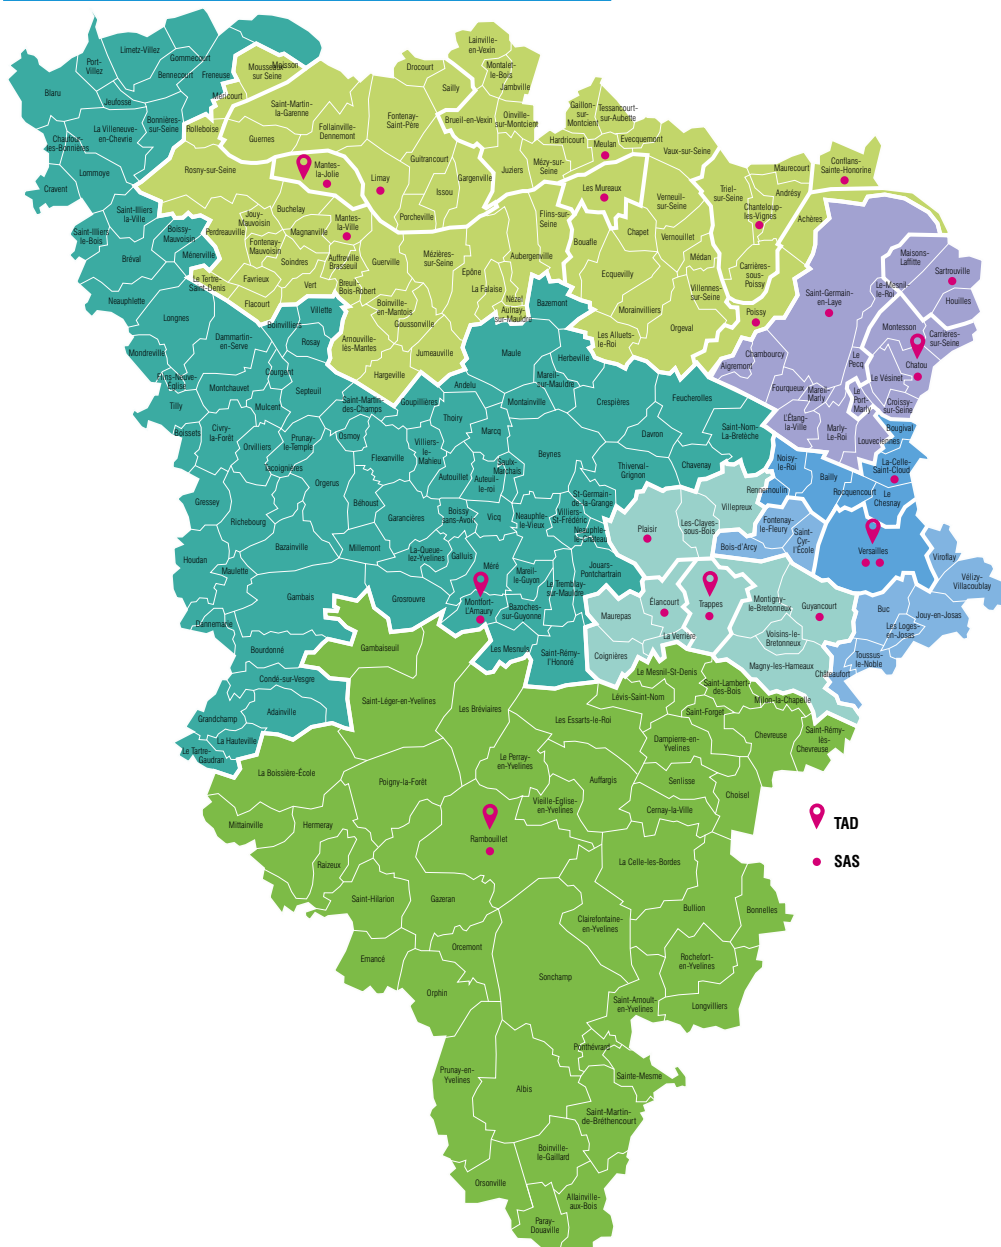 Lainville-
en-Vexin
Limetz-Villez
Gommecourt
Port-
Villez
Bennecourt
Freneuse
Mousseaux-
sur Seine
Moisson
Drocourt
Montalet-
le-Bois
Sailly
Jambville
Blaru
Jeufosse
Méricourt
Saint-Martin-
la-Garenne
Fontenay-
Saint-Père
Brueil-en-Vexin
Oinville-
sur-Montcient
Gaillon-
sur-
Montcient
Tessancourt-
sur-Aubette
Bonnières-
sur-Seine
Rolleboise
La Villeneuve-
en-Chevrie
Chaufour-
les-Bonnières
Guernes
Follainville-
Dennemont
Hardricourt
Meulan
Evecquemont
Vaux-sur-Seine
Lommoye
Rosny-sur-Seine
Mantes-
la-Jolie
Limay
Guitrancourt
Issou
Gargenville
Juziers
Mézy-sur-
Seine
Les Mureaux
Verneuil-
sur-Seine
Triel-
sur-Seine
Maurecourt
Conflans-
Sainte-Honorine
Andrésy
Chanteloup-
les-Vignes
Achères
Cravent
Saint-Illiers
la-Ville
Saint-Illiers
le-Bois
Boissy-
Mauvoisin
Ménerville
Bréval
Perdreauville
Jouy-
Mauvoisin
Buchelay
Magnanville
Mantes-
la-Ville
Porcheville
Fontenay-
Mauvoisin
Soindres
Auffreville
Brasseuil
Guerville
Mézières-
sur-Seine
Epône
Aubergenville
Flins-sur-
Seine
Bouafle
Chapet
Vernouillet
Médan
Carrières-
sous-
Poissy
Maisons-
Laffitte
Sartrouville
Le-Mesnil-
le-Roi
Houilles
Le Tertre-
Saint-Denis
Favrieux
Vert
Breuil-
Bois-Robert
La Falaise
Nézel
Aulnay-
sur-Mauldre
Ecquevilly
Morainvilliers
Villennes-
sur-Seine
Poissy
Saint-Germain-
en-Laye
Neauphlette
Flacourt
Longnes
Boinvilliers
Villette
Rosay
Boinville-
en-Mantois
Goussonville
Arnouville-
lès-Mantes
Jumeauville
Bazemont
Les Alluets-
le-Roi
Orgeval
Montesson
Carrières-
sur-Seine
Chatou
Mondreville
Dammartin-
en-Serve
Maule
Herbeville
Mareil-
sur-Mauldre
Chambourcy
Aigremont
Le
Pecq
Le Vésinet
Flins-Neuve-
Eglise
Montchauvet
Courgent
Septeuil
Hargeville
Andelu
Montainville
Crespières
Feucherolles
Fourqueux
Mareil-
Marly
Le
Port-
Marly
Croissy-
sur-Seine
Tilly
Mulcent
Saint-Martin-
des-Champs
Goupillières
Thoiry
Marcq
L'Étang-
la-Ville
Marly-
Le-Roi
Louveciennes
Bougival
Boissets
Civry-
la-Forêt
Orvilliers
Prunay-
le-Temple
Osmoy
Flexanville
Villiers-
le-
Mahieu
Beynes
Davron
Saint-Nom-
La-Bretèche
Tacoignières
Orgerus
Autouillet
Saulx-
Marchais
Auteuil-
le-roi
Thiverval-
Grignon
Chavenay
Noisy-
le-Roi
Bailly
La-Celle-
Saint-Cloud
Rennemoulin
Rocquencourt
Le
Chesnay
Gressey
Richebourg
Béhoust
Garancières
Boissy
sans-Avoir
Vicq
Neauphle-
le-Vieux
Villiers-
St-Frédéric
St-Germain-
de-la-Grange
Neauphle-
le-Château
Plaisir
Les-Clayes-
sous-Bois
Villepreux
Fontenay-
le-Fleury
Saint-
Cyr-
l'Ecole
Bois-d'Arcy
Versailles
Viroflay
Vélizy-
Villacoublay
Houdan
Bazainville
Millemont
La-Queue-
lez-Yvelines
Galluis
Méré
Mareil-
le-Guyon
Jouars-
Pontchartrain
Le Tremblay-
sur-Mauldre
Maulette
Gambais
Grosrouvre
Montfort-
L'Amaury
Bazoches-
sur-Guyonne
Maurepas
Élancourt
Trappes
Montigny-
le-Bretonneux
Guyancourt
Buc
Jouy-en-Josas
Les Loges-
en-Josas
Dannemarie
Bourdonné
Gambaiseuil
Les Mesnuls
Saint-Rémy-
l'Honoré
La Verrière
Coignières
Voisins-le-
Bretonneux
Magny-les-Hameaux
Toussus-
le-Noble
Châteaufort
Condé-sur-Vesgre
Adainville
Grandchamp
La Hauteville
Le Tartre-
Gaudran
Saint-Léger-en-Yvelines
Les Bréviaires
Le Mesnil-St-Denis
Lévis-Saint-Nom
Saint-Lambert-
des-Bois
Milon-la-Chapelle
Saint-Forget
Les Essarts-le-Roi
Dampierre-en-
Yvelines
Chevreuse
Saint-Rémy-
lès-
Chevreuse
La Boissière-École
Poigny-la-Forêt
Le Perray-
en-Yvelines
Auffargis
Senlisse
Choisel
Vieille-Eglise-
en-Yvelines
Cernay-la-Ville
Mittainville
Hermeray
Rambouillet
TAD
SAS
Raizeux
La Celle-les-Bordes
Saint-Hilarion
Gazeran
Clairefontaine-
en-Yvelines
Bullion
Bonnelles
Emancé
Orcemont
Rochefort-
en-Yvelines
Orphin
Sonchamp
Saint-Arnoult-
en-Yvelines
Longvilliers
Ponthévrard
Prunay-en-
Yvelines
Ablis
Sainte-Mesme
Saint-Martin-
de-Bréthencourt
Boinville-
le-Gaillard
Orsonville
Allainville-
aux-Bois
Paray-
Douaville